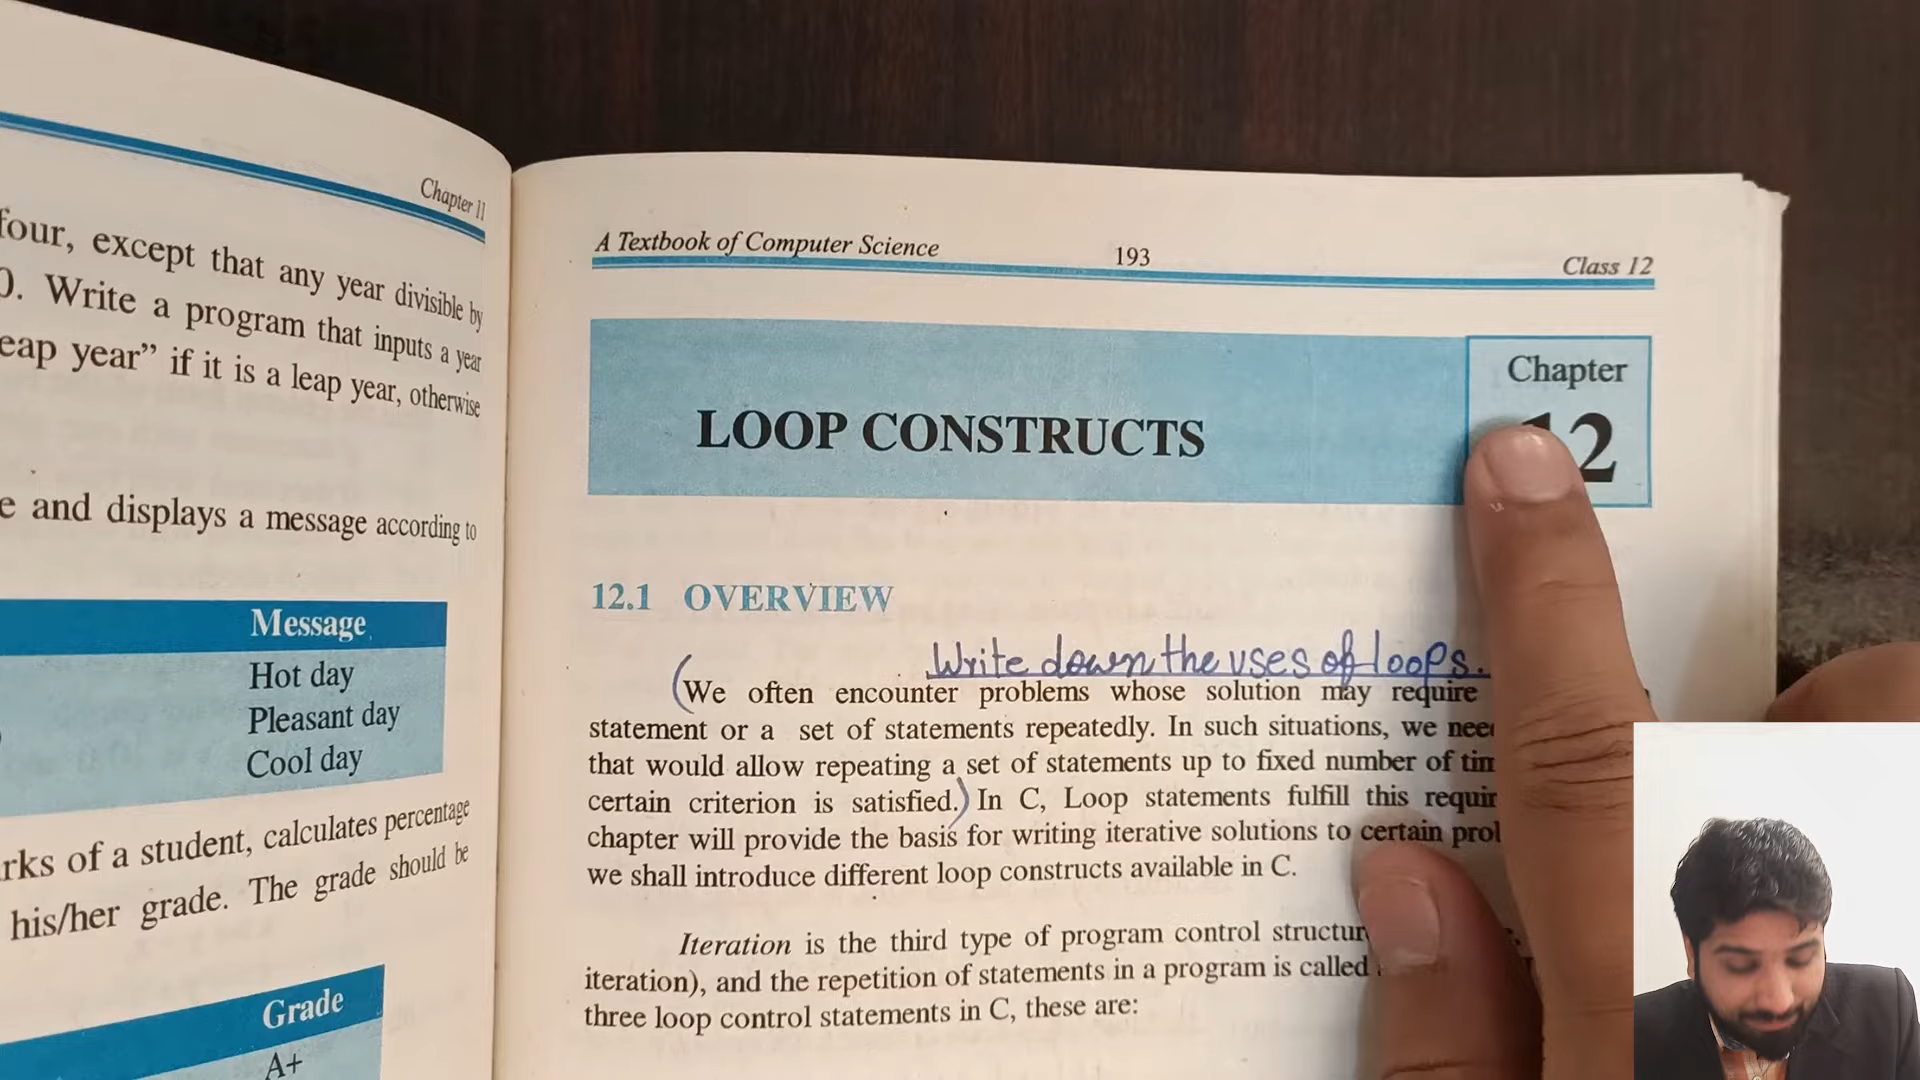 Chapter 11
four, except that any year divisible by
0. Write a program that inputs a year
eap year” if it is a leap year, otherwise
e and displays a message according to
Message
Hot day
Pleasant day
Cool day
rks of a student, calculates percentage
his/her grade. The grade should be
Grade
A+
A Textbook of Computer Science 193 Class 12
LOOP CONSTRUCTS
Chapter
12
12.1 OVERVIEW
Write down the uses of loops.
(We often encounter problems whose solution may require
statement or a set of statements repeatedly. In such situations, we nee
that would allow repeating a set of statements up to fixed number of tim
certain criterion is satisfied.) In C, Loop statements fulfill this requir
chapter will provide the basis for writing iterative solutions to certain prol
we shall introduce different loop constructs available in C.
Iteration is the third type of program control structur
iteration), and the repetition of statements in a program is called
three loop control statements in C, these are: